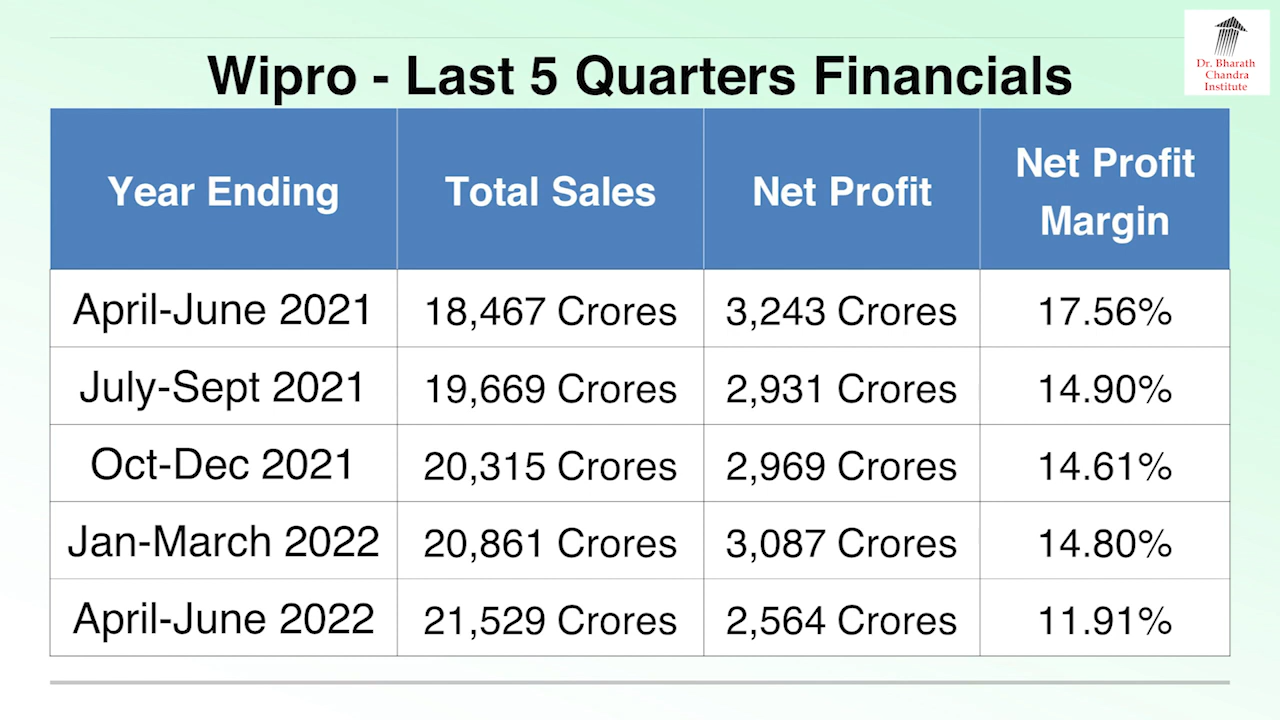 Wipro - Last 5 Quarters Financials
Dr. Bharath
Chandra
Institute
Year Ending Total Sales Net Profit Net Profit Margin
April-June 2021 18,467 Crores 3,243 Crores 17.56%
July-Sept 2021 19,669 Crores 2,931 Crores 14.90%
Oct-Dec 2021 20,315 Crores 2,969 Crores 14.61%
Jan-March 2022 20,861 Crores 3,087 Crores 14.80%
April-June 2022 21,529 Crores 2,564 Crores 11.91%